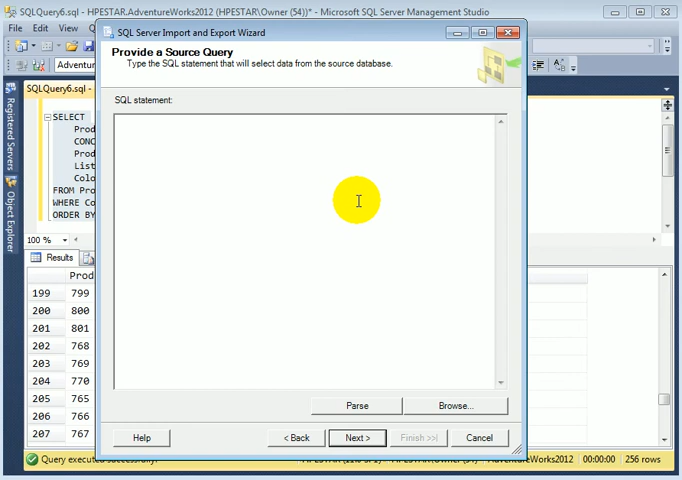 SQLQuery6.sql - HPESTAR.AdventureWorks2012 (HPESTAR\Owner (54))* - Microsoft SQL Server Management Studio
File Edit
SQL Server Import and Export Wizard
Provide a Source Query
Type the SQL statement that will select data from the source database.
Adventur
SQLQuery6.sql -
SQL statement:
Registered Servers
Object Explorer
SELECT
Prod
CONC
Prod
List
Colo
FROM Pro
WHERE Co
ORDER BY
100 %
Results
Prod
199 799
200 800
201 801
202 768
203 769
204 770
205 765
206 766
207 767
Parse Browse...
Help < Back Next > Finish >>| Cancel
Query executed successfully.
AdventureWorks2012 00:00:00 256 rows